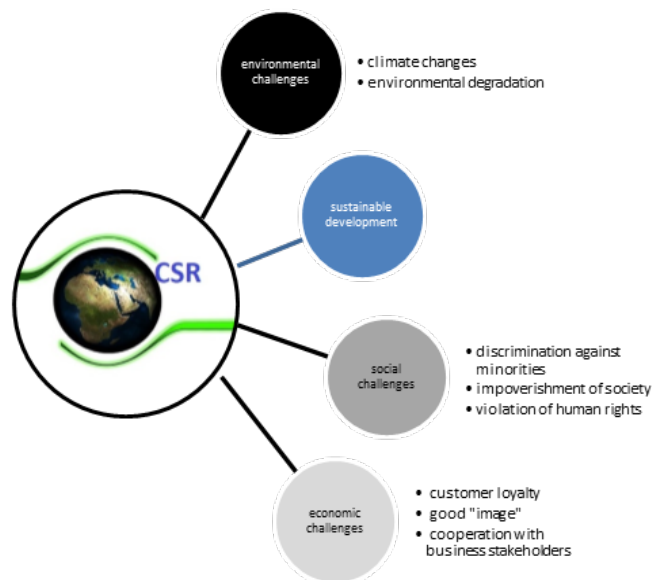 environmental
challenges
• climate changes
• environmental degradation
sustainable
development
CSR
social
challenges
• discrimination against
minorities
• impoverishment of society
• violation of human rights
economic
challenges
• customer loyalty
• good "image"
• cooperation with
business stakeholders